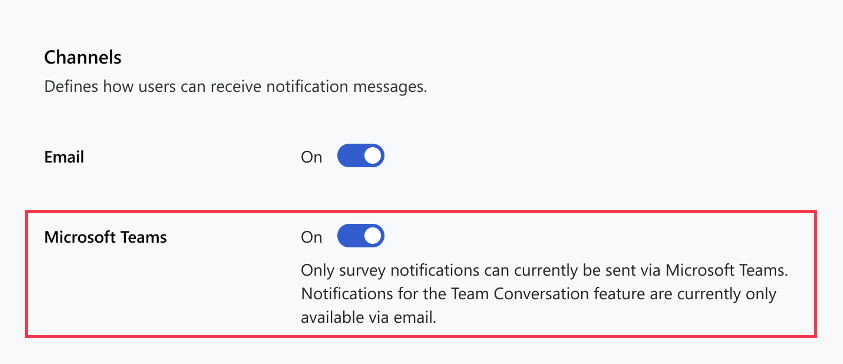 Channels
Defines how users can receive notification messages.
Email On
Microsoft Teams On
Only survey notifications can currently be sent via Microsoft Teams.
Notifications for the Team Conversation feature are currently only
available via email.